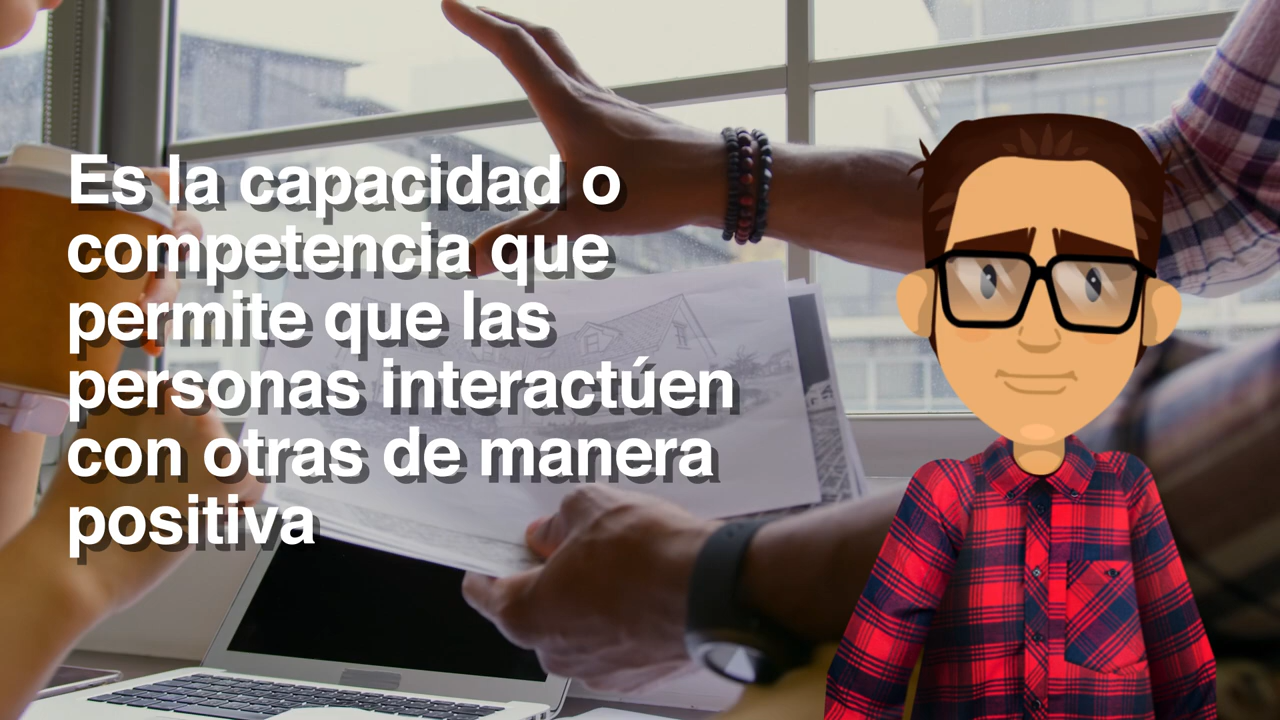 Es la capacidad o
competencia que
permite que las
personas interactúen
con otras de manera
positiva